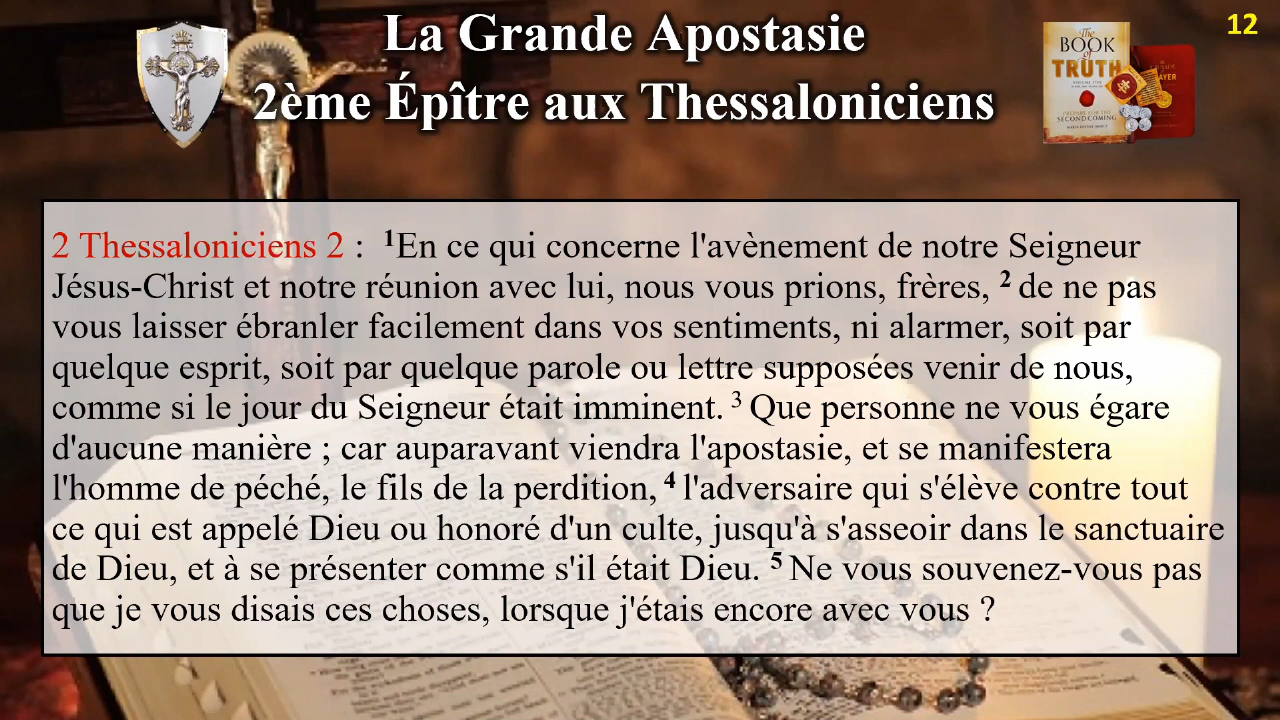 La Grande Apostasie
2ème Épître aux Thessaloniciens
12
The
BOOK
of
TRUTH
SECOND COMING
2 Thessaloniciens 2 : ¹En ce qui concerne l'avènement de notre Seigneur
Jésus-Christ et notre réunion avec lui, nous vous prions, frères, ² de ne pas
vous laisser ébranler facilement dans vos sentiments, ni alarmer, soit par
quelque esprit, soit par quelque parole ou lettre supposées venir de nous,
comme si le jour du Seigneur était imminent. ³ Que personne ne vous égare
d'aucune manière ; car auparavant viendra l'apostasie, et se manifestera
l'homme de péché, le fils de la perdition, ⁴ l'adversaire qui s'élève contre tout
ce qui est appelé Dieu ou honoré d'un culte, jusqu'à s'asseoir dans le sanctuaire
de Dieu, et à se présenter comme s'il était Dieu. ⁵ Ne vous souvenez-vous pas
que je vous disais ces choses, lorsque j'étais encore avec vous ?